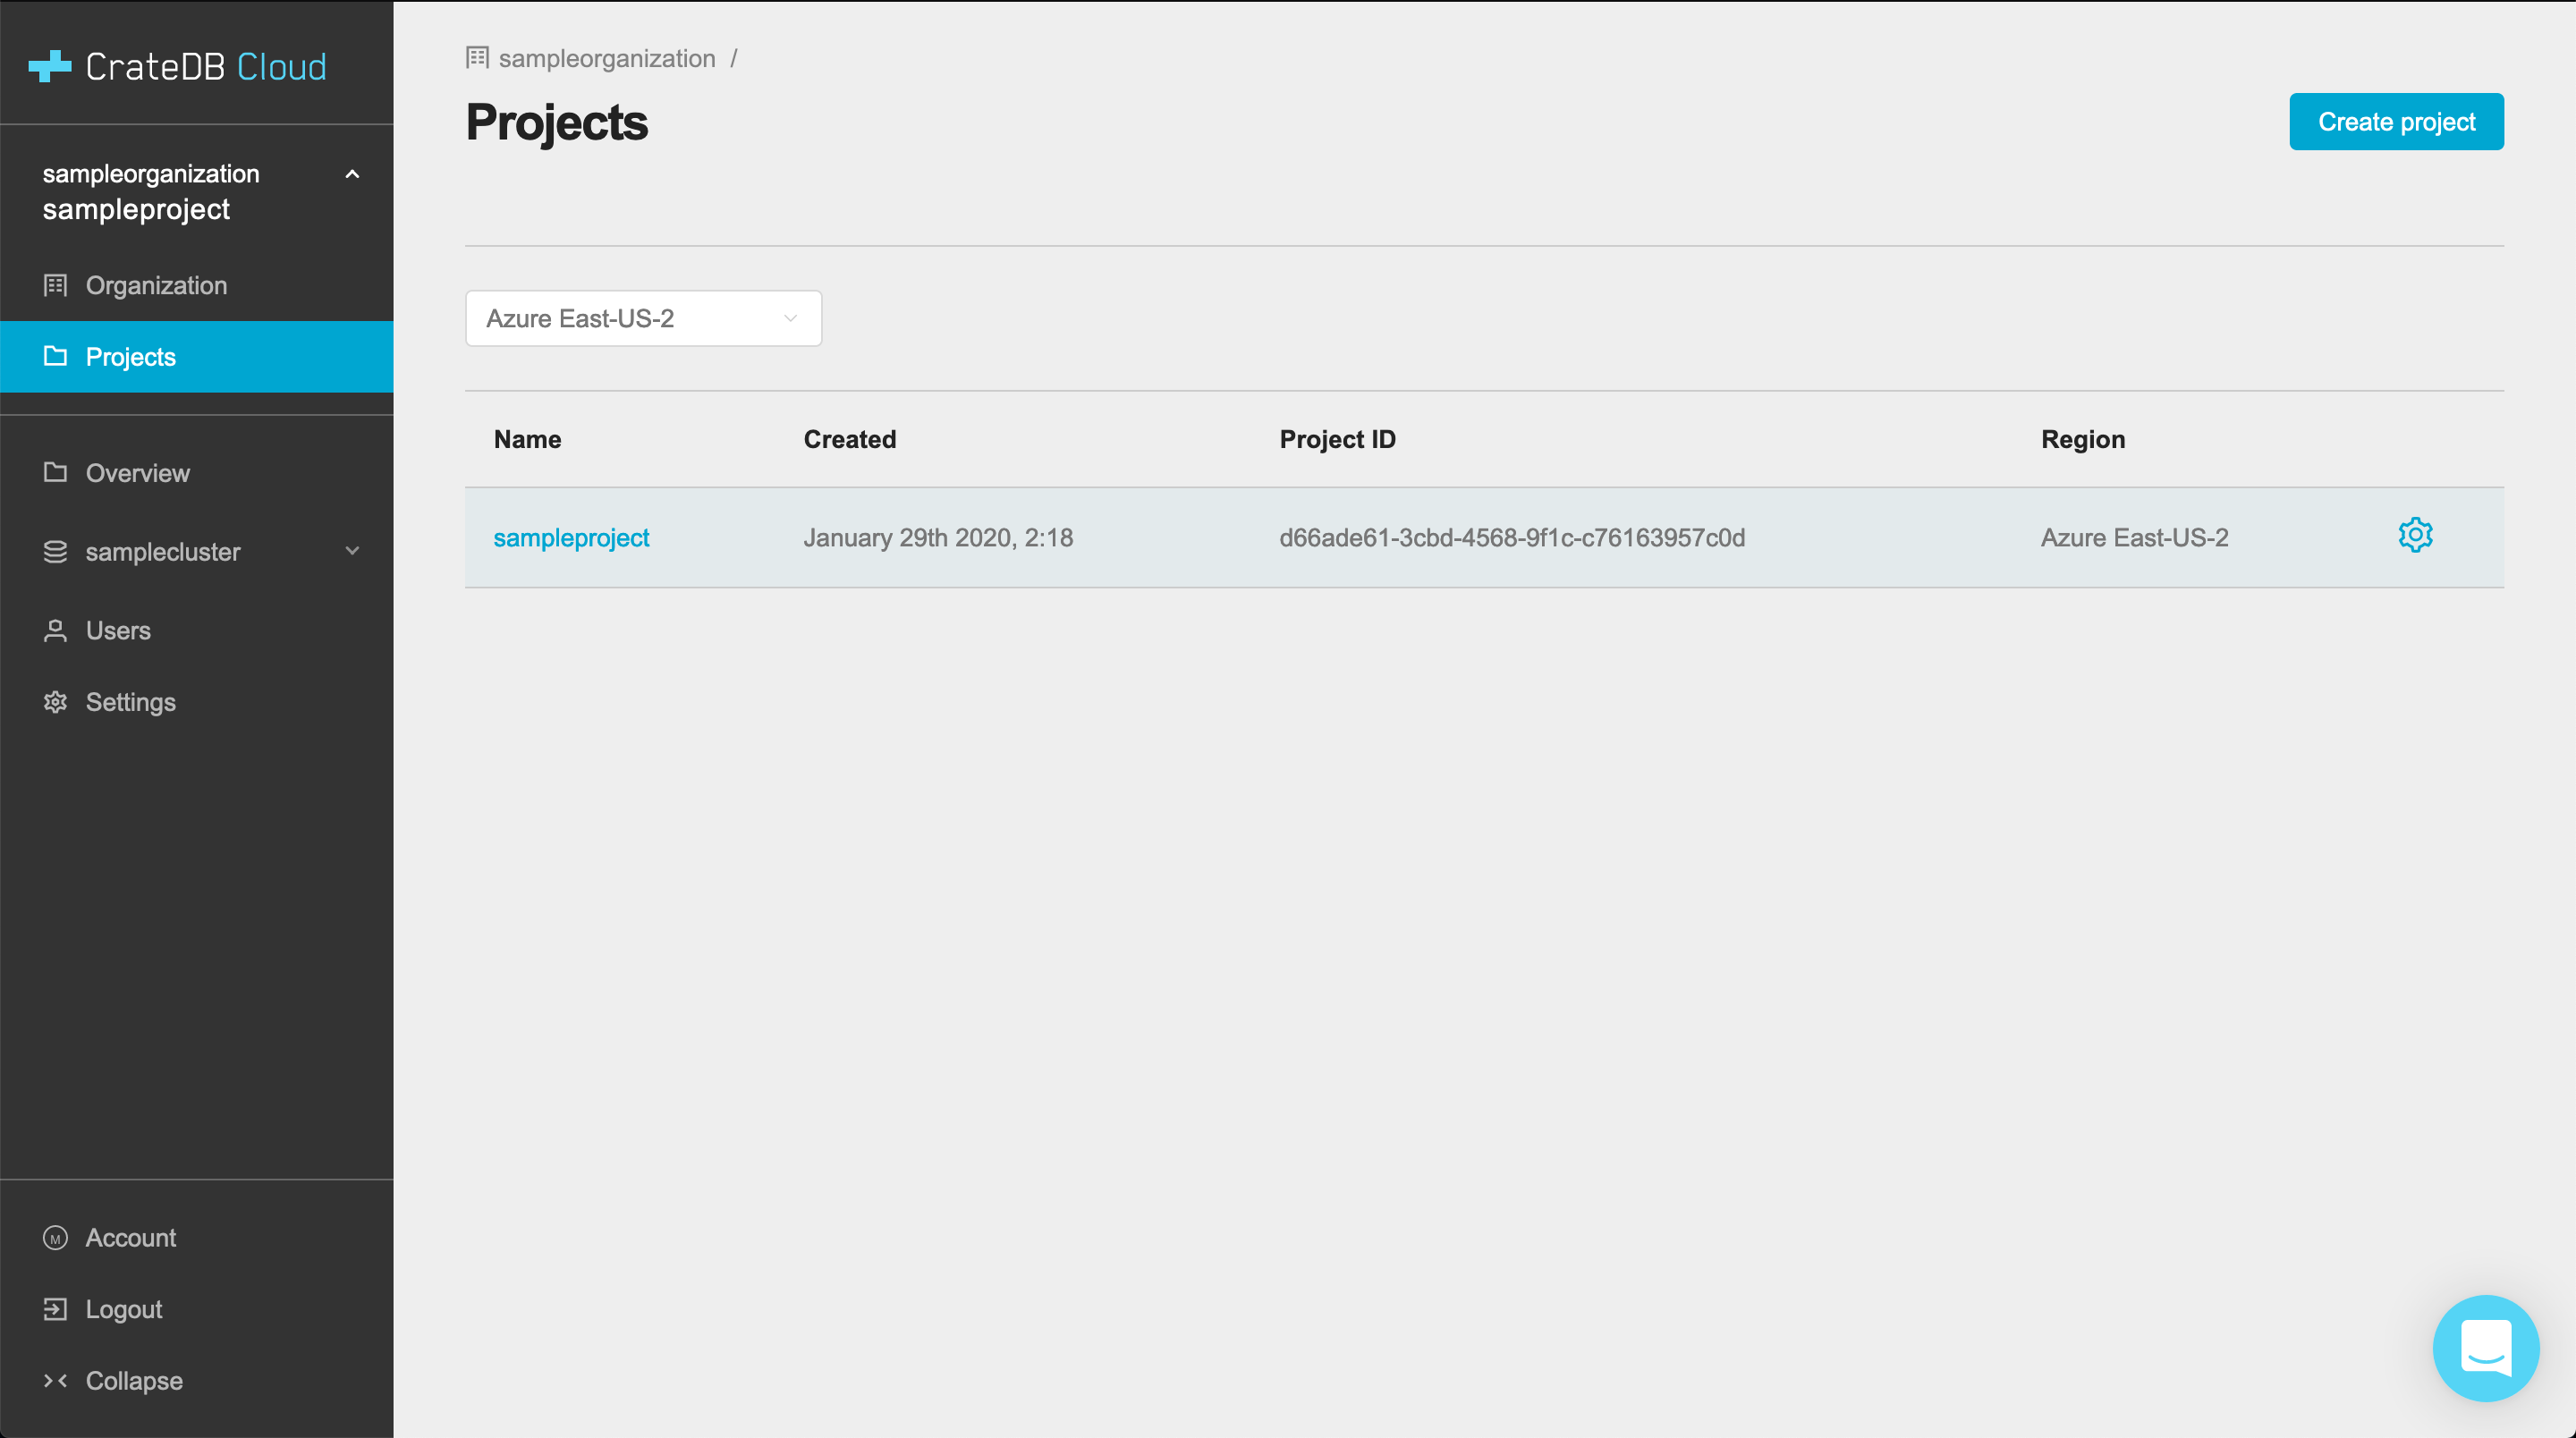 CrateDB Cloud
sampleorganization
sampleproject
Organization
Projects
Overview
samplecluster
Users
Settings
Account
Logout
Collapse
sampleorganization /
Projects
Create project
Azure East-US-2
Name Created Project ID Region
sampleproject January 29th 2020, 2:18 d66ade61-3cbd-4568-9f1c-c76163957c0d Azure East-US-2